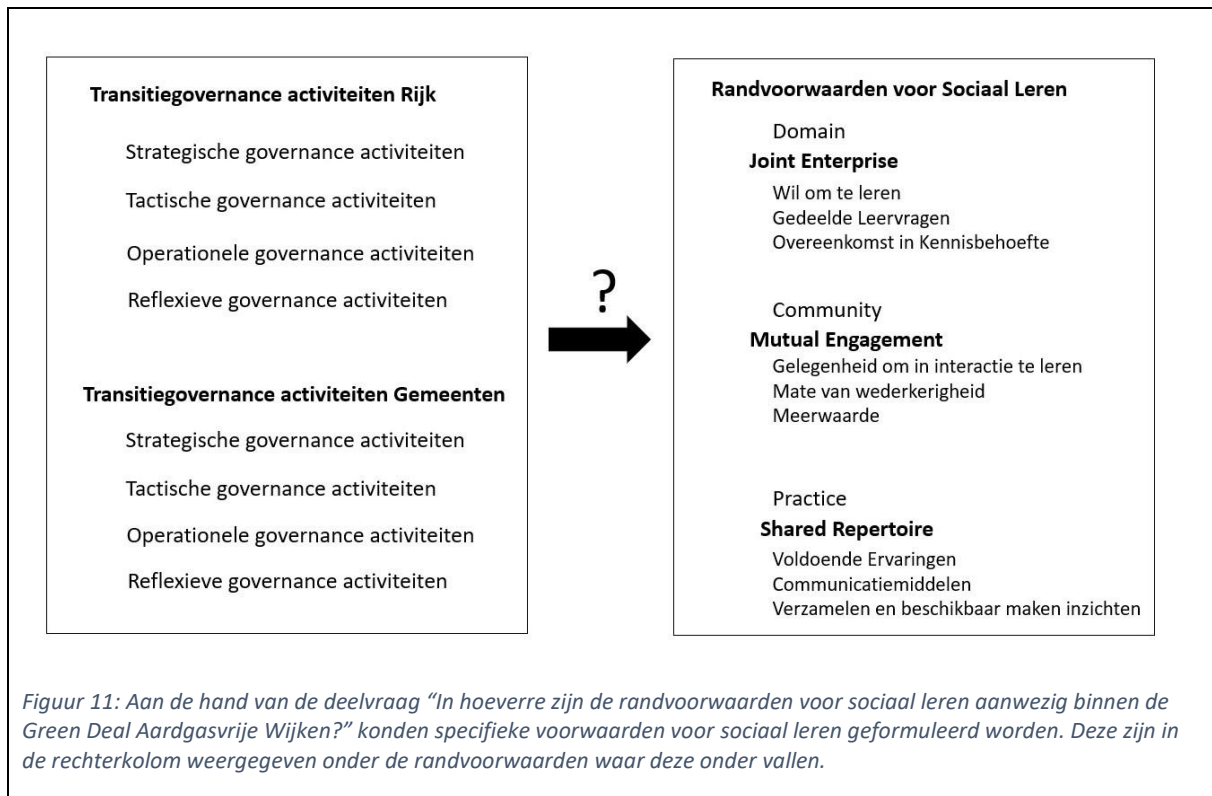 Transitiegovernance activiteiten Rijk
Strategische governance activiteiten
Tactische governance activiteiten
Operationele governance activiteiten
Reflexieve governance activiteiten
Transitiegovernance activiteiten Gemeenten
Strategische governance activiteiten
Tactische governance activiteiten
Operationele governance activiteiten
Reflexieve governance activiteiten
?
Randvoorwaarden voor Sociaal Leren
Domain
Joint Enterprise
Wil om te leren
Gedeelde Leervragen
Overeenkomst in Kennisbehoefte
Community
Mutual Engagement
Gelegenheid om in interactie te leren
Mate van wederkerigheid
Meerwaarde
Practice
Shared Repertoire
Voldoende Ervaringen
Communicatiemiddelen
Verzamelen en beschikbaar maken inzichten
Figuur 11: Aan de hand van de deelvraag “In hoeverre zijn de randvoorwaarden voor sociaal leren aanwezig binnen de
Green Deal Aardgasvrije Wijken?” konden specifieke voorwaarden voor sociaal leren geformuleerd worden. Deze zijn in
de rechterkolom weergegeven onder de randvoorwaarden waar deze onder vallen.